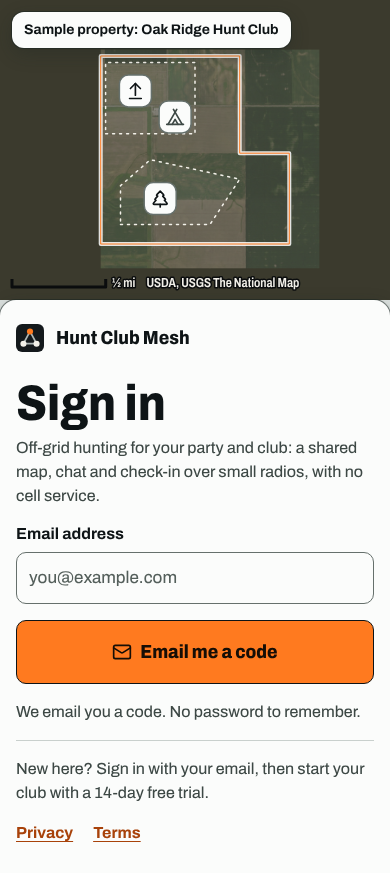 Sample property: Oak Ridge Hunt Club
½ mi USDA, USGS The National Map
Hunt Club Mesh
Sign in
Off-grid hunting for your party and club: a shared
map, chat and check-in over small radios, with no
cell service.
Email address
you@example.com
Email me a code
We email you a code. No password to remember.
New here? Sign in with your email, then start your
club with a 14-day free trial.
Privacy Terms